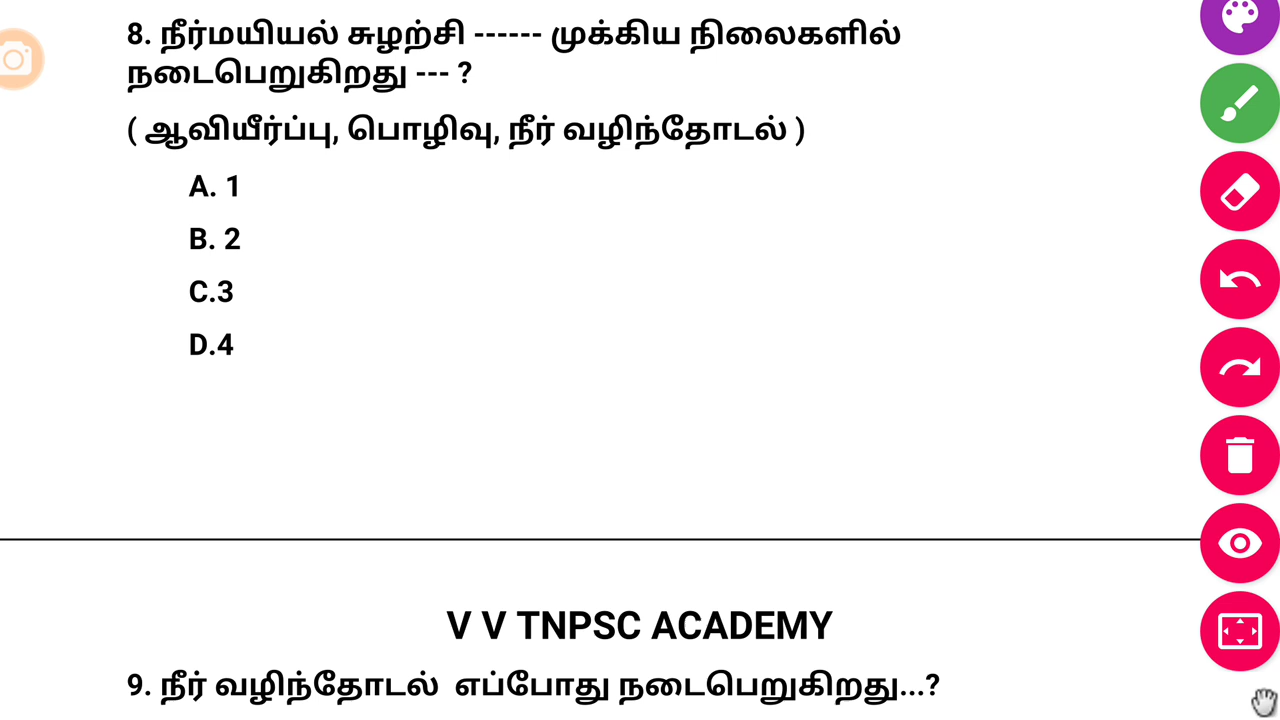 8. நீர்மயியல் சுழற்சி ------ முக்கிய நிலைகளில்
நடைபெறுகிறது --- ?
( ஆவியீர்ப்பு, பொழிவு, நீர் வழிந்தோடல் )
A. 1
B. 2
C.3
D.4
V V TNPSC ACADEMY
9. நீர் வழிந்தோடல் எப்போது நடைபெறுகிறது...?